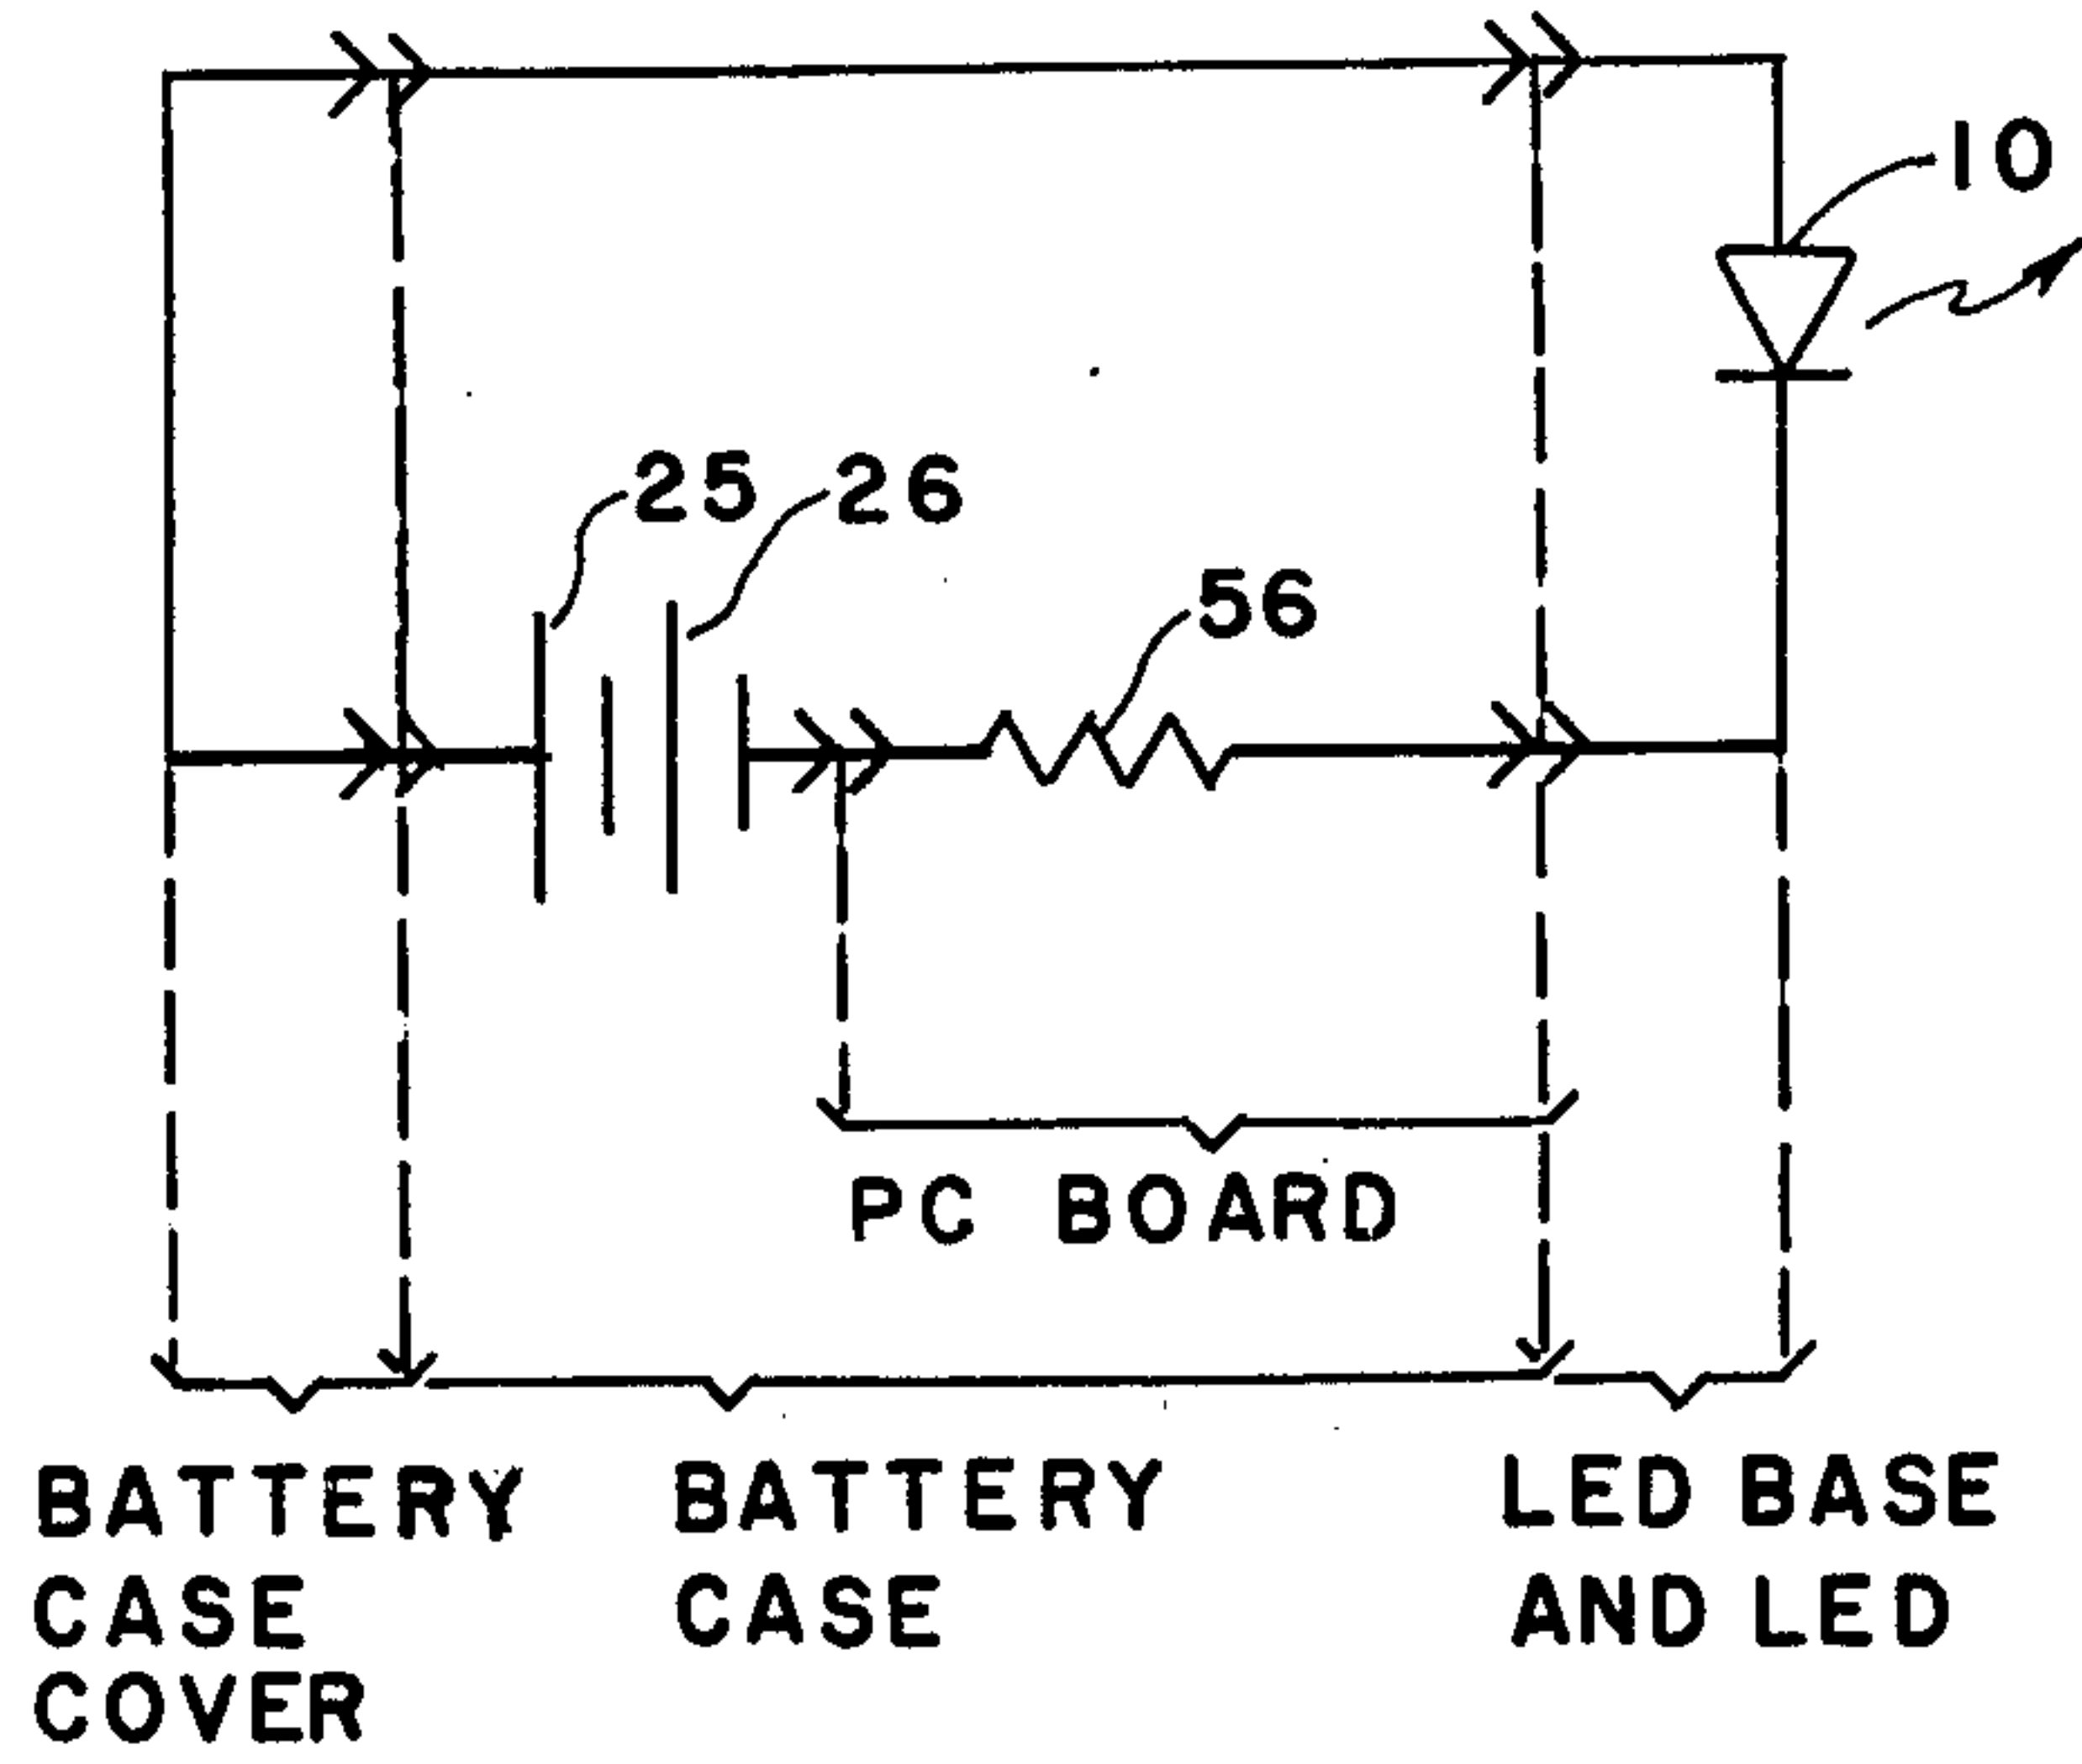 10
25
26
56
PC BOARD
BATTERY
CASE
COVER
BATTERY
CASE
LED BASE
AND LED